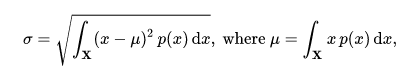 σ = √∫_X (x − μ)² p(x) dx, where μ = ∫_X x p(x) dx,